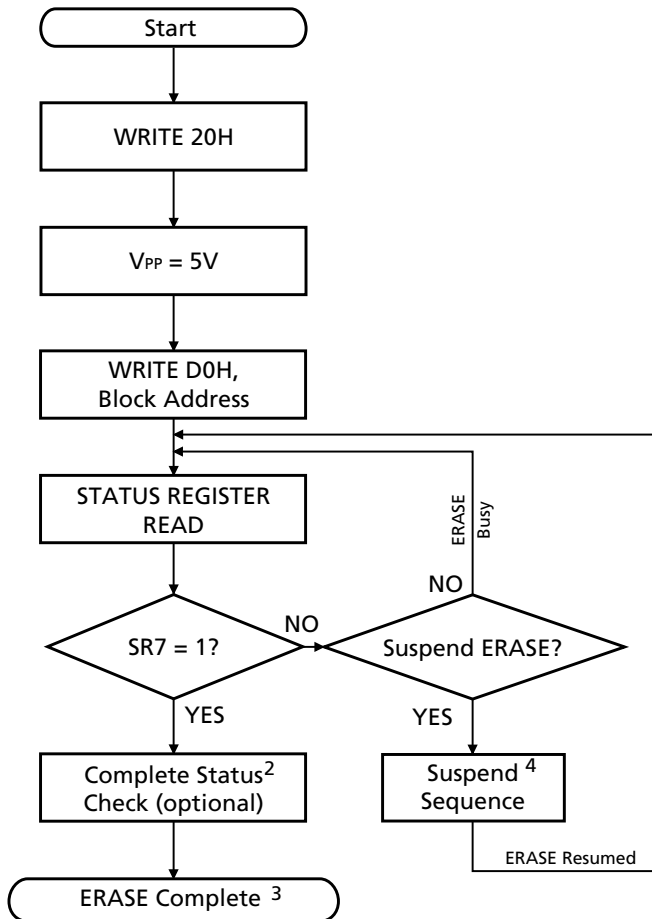 Start
WRITE 20H
VPP = 5V
WRITE D0H,
Block Address
STATUS REGISTER
READ
ERASE
Busy
NO
SR7 = 1?
NO
Suspend ERASE?
YES
YES
Complete Status2
Check (optional)
Suspend 4
Sequence
ERASE Resumed
ERASE Complete 3